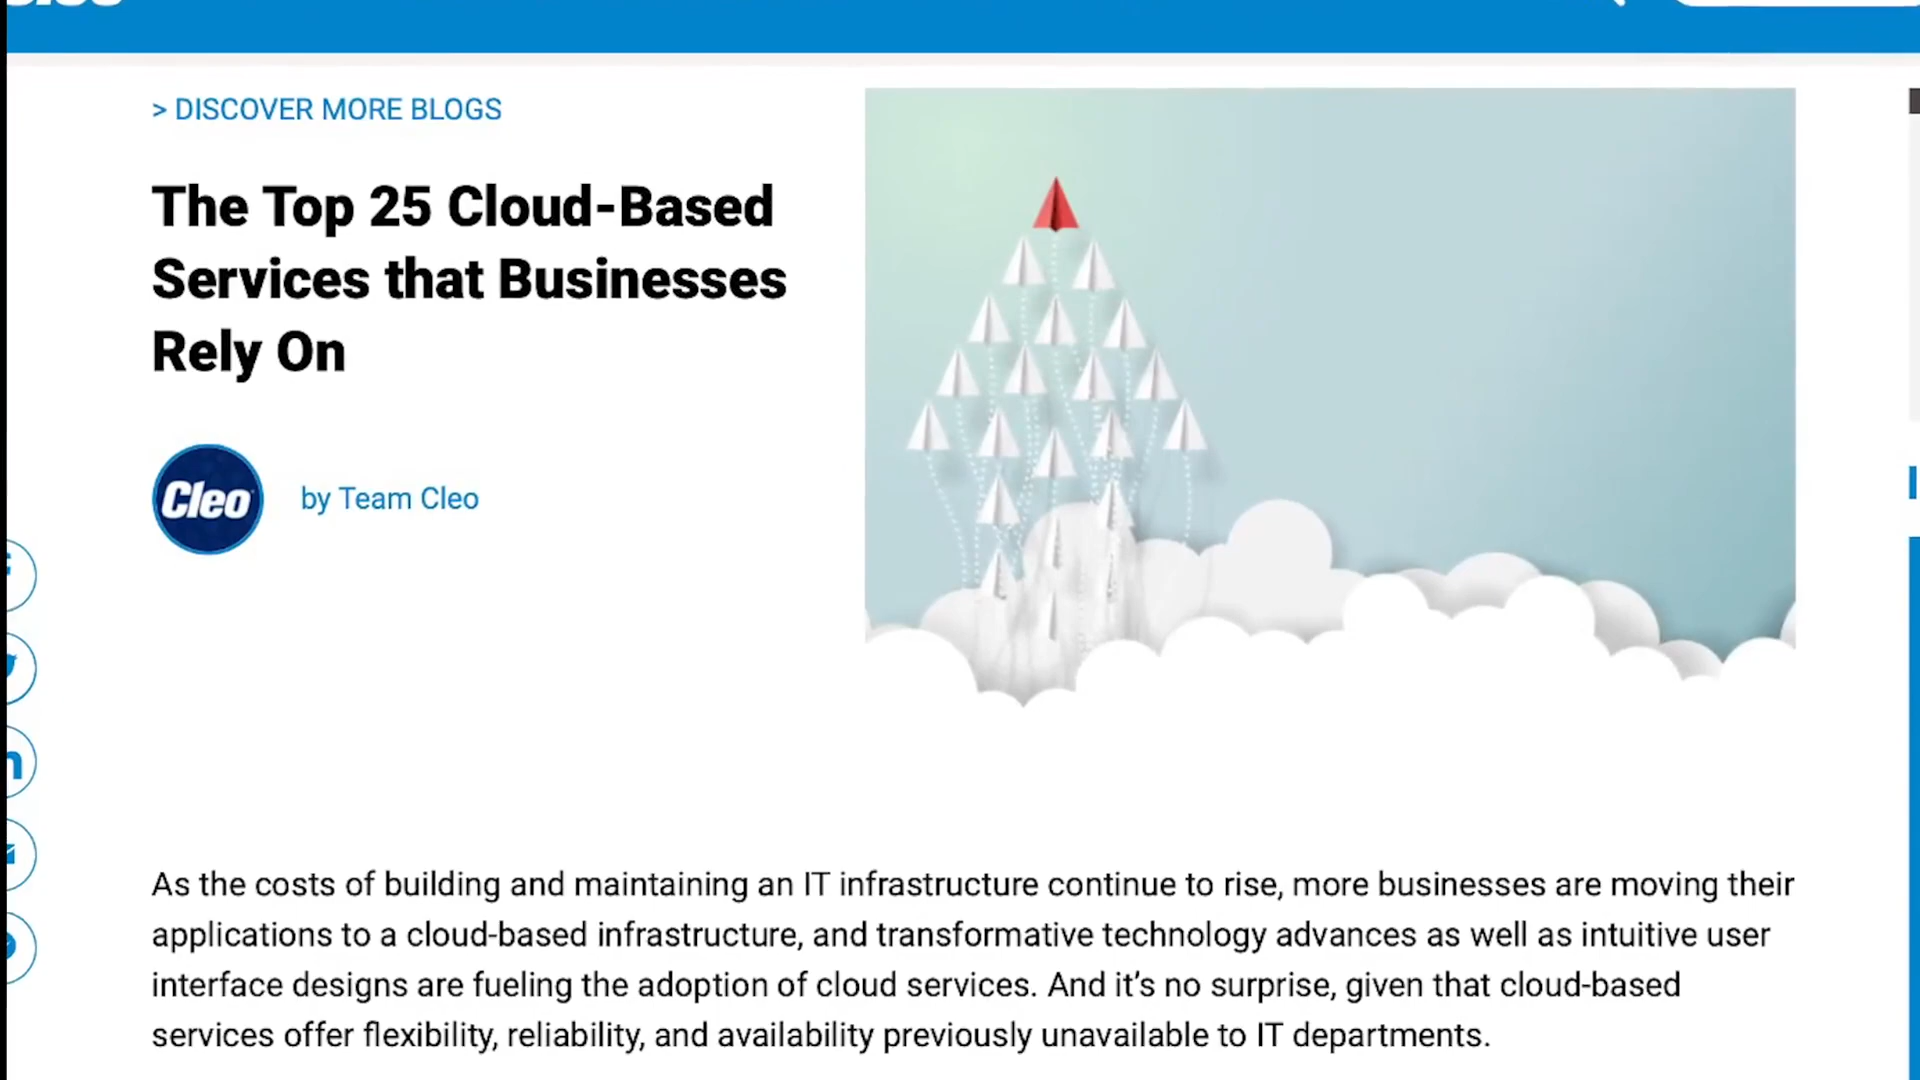 > DISCOVER MORE BLOGS
The Top 25 Cloud-Based
Services that Businesses
Rely On
Cleo
by Team Cleo
As the costs of building and maintaining an IT infrastructure continue to rise, more businesses are moving their
applications to a cloud-based infrastructure, and transformative technology advances as well as intuitive user
interface designs are fueling the adoption of cloud services. And it’s no surprise, given that cloud-based
services offer flexibility, reliability, and availability previously unavailable to IT departments.